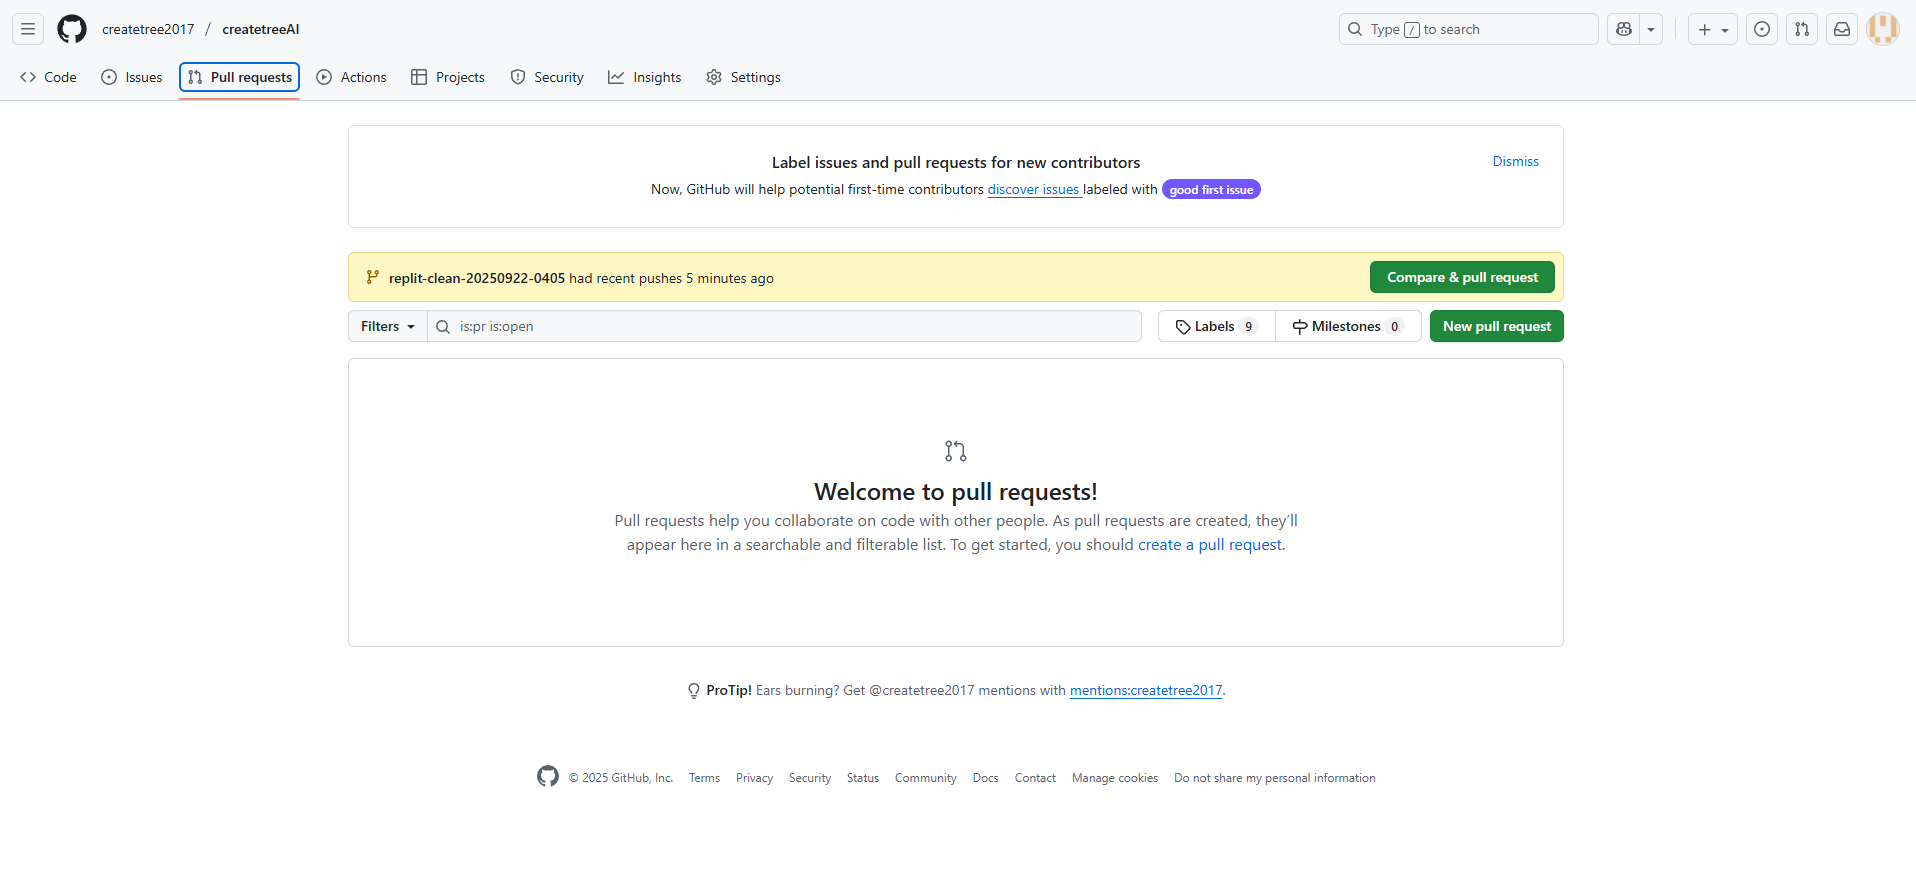 createtree2017 / createtreeAI
Type / to search
Code Issues Pull requests Actions Projects Security Insights Settings
Label issues and pull requests for new contributors
Dismiss
Now, GitHub will help potential first-time contributors discover issues labeled with good first issue
replit-clean-20250922-0405 had recent pushes 5 minutes ago
Compare & pull request
Filters is:pr is:open Labels 9 Milestones 0 New pull request
Welcome to pull requests!
Pull requests help you collaborate on code with other people. As pull requests are created, they’ll
appear here in a searchable and filterable list. To get started, you should create a pull request.
ProTip! Ears burning? Get @createtree2017 mentions with mentions:createtree2017.
© 2025 GitHub, Inc. Terms Privacy Security Status Community Docs Contact Manage cookies Do not share my personal information